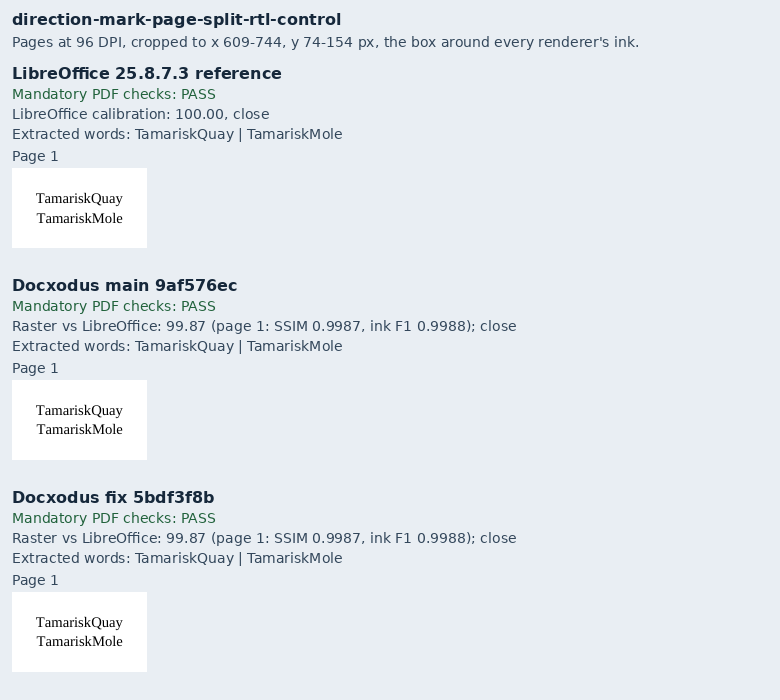 direction-mark-page-split-rtl-control
Pages at 96 DPI, cropped to x 609-744, y 74-154 px, the box around every renderer's ink.
LibreOffice 25.8.7.3 reference
Mandatory PDF checks: PASS
LibreOffice calibration: 100.00, close
Extracted words: TamariskQuay | TamariskMole
Page 1
TamariskQuay
TamariskMole
Docxodus main 9af576ec
Mandatory PDF checks: PASS
Raster vs LibreOffice: 99.87 (page 1: SSIM 0.9987, ink F1 0.9988); close
Extracted words: TamariskQuay | TamariskMole
Page 1
TamariskQuay
TamariskMole
Docxodus fix 5bdf3f8b
Mandatory PDF checks: PASS
Raster vs LibreOffice: 99.87 (page 1: SSIM 0.9987, ink F1 0.9988); close
Extracted words: TamariskQuay | TamariskMole
Page 1
TamariskQuay
TamariskMole